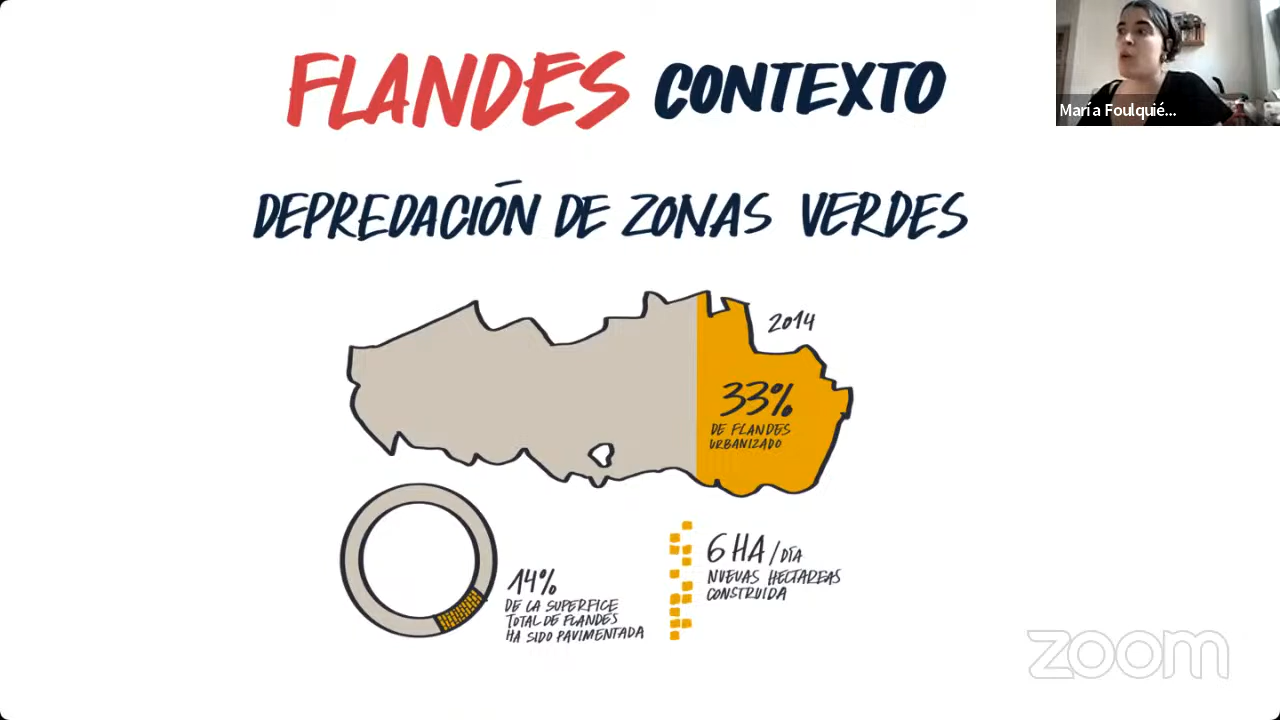 FLANDES CONTEXTO
María Foulquié...
DEPREDACIÓN DE ZONAS VERDES
2014
33%
DE FLANDES
URBANIZADO
14%
DE LA SUPERFICE
TOTAL DE FLANDES
HA SIDO PAVIMENTADA
6 HA/DÍA
NUEVAS HECTAREAS
CONSTRUIDA
zoom